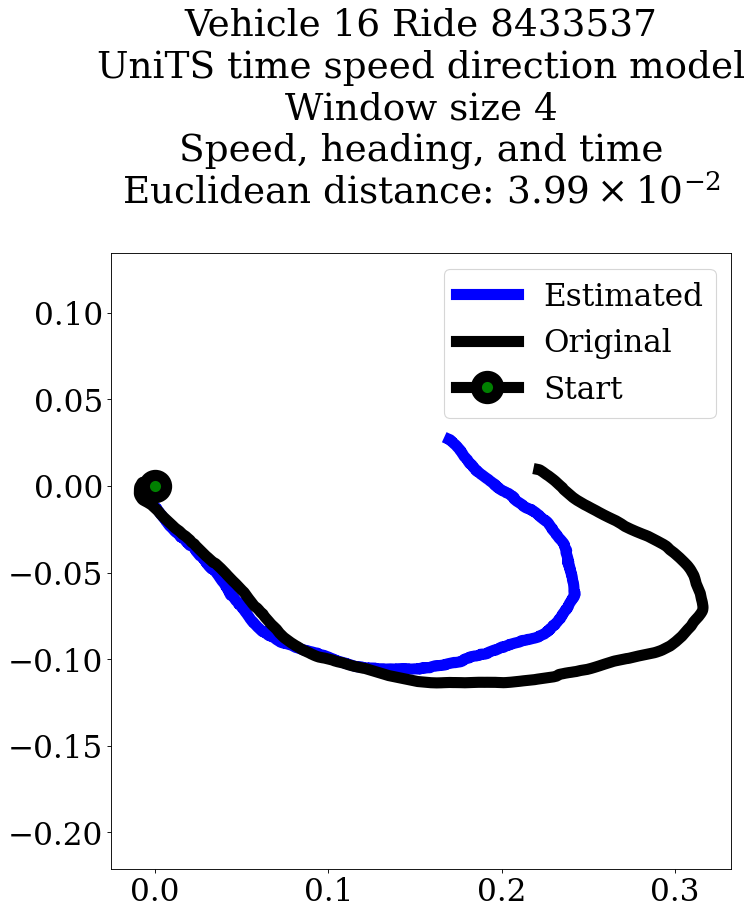 Vehicle 16 Ride 8433537
UniTS time speed direction model
Window size 4
Speed, heading, and time
Euclidean distance: 3.99 × 10⁻²
Estimated
Original
Start
0.10
0.05
0.00
−0.05
−0.10
−0.15
−0.20
0.0 0.1 0.2 0.3